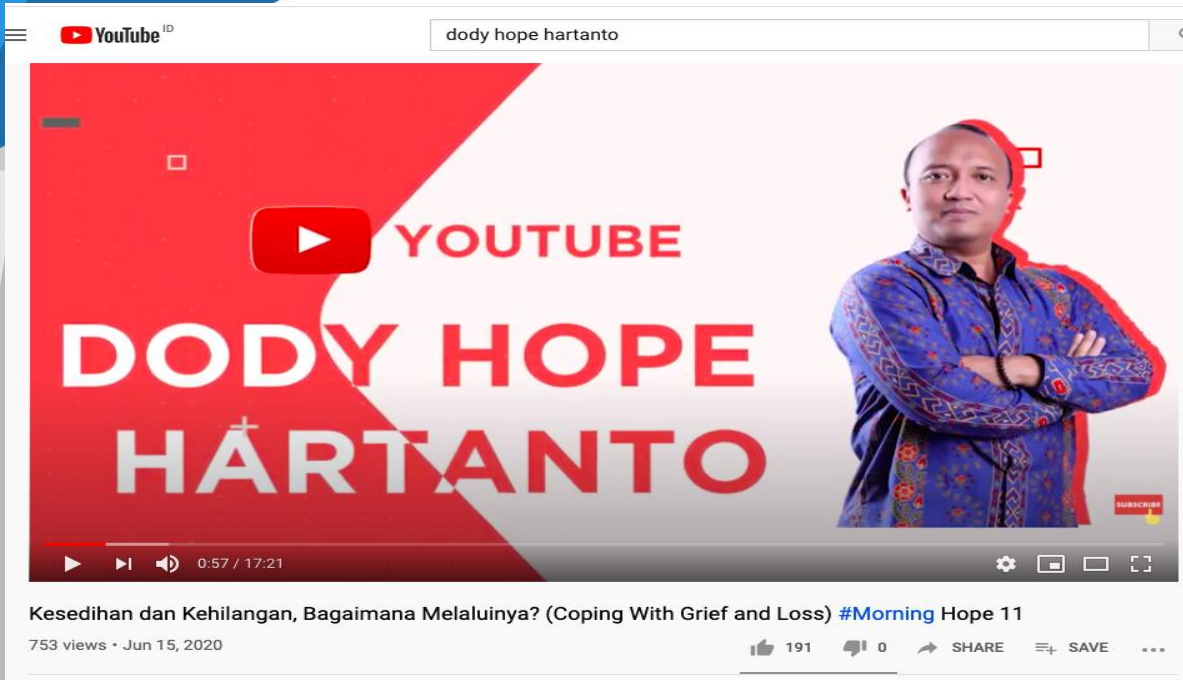 YouTube ID
dody hope hartanto
YOUTUBE
DODY HOPE
HARTANTO
SUBSCRIBE
0:57 / 17:21
Kesedihan dan Kehilangan, Bagaimana Melaluinya? (Coping With Grief and Loss) #Morning Hope 11
753 views • Jun 15, 2020
191 0 SHARE SAVE